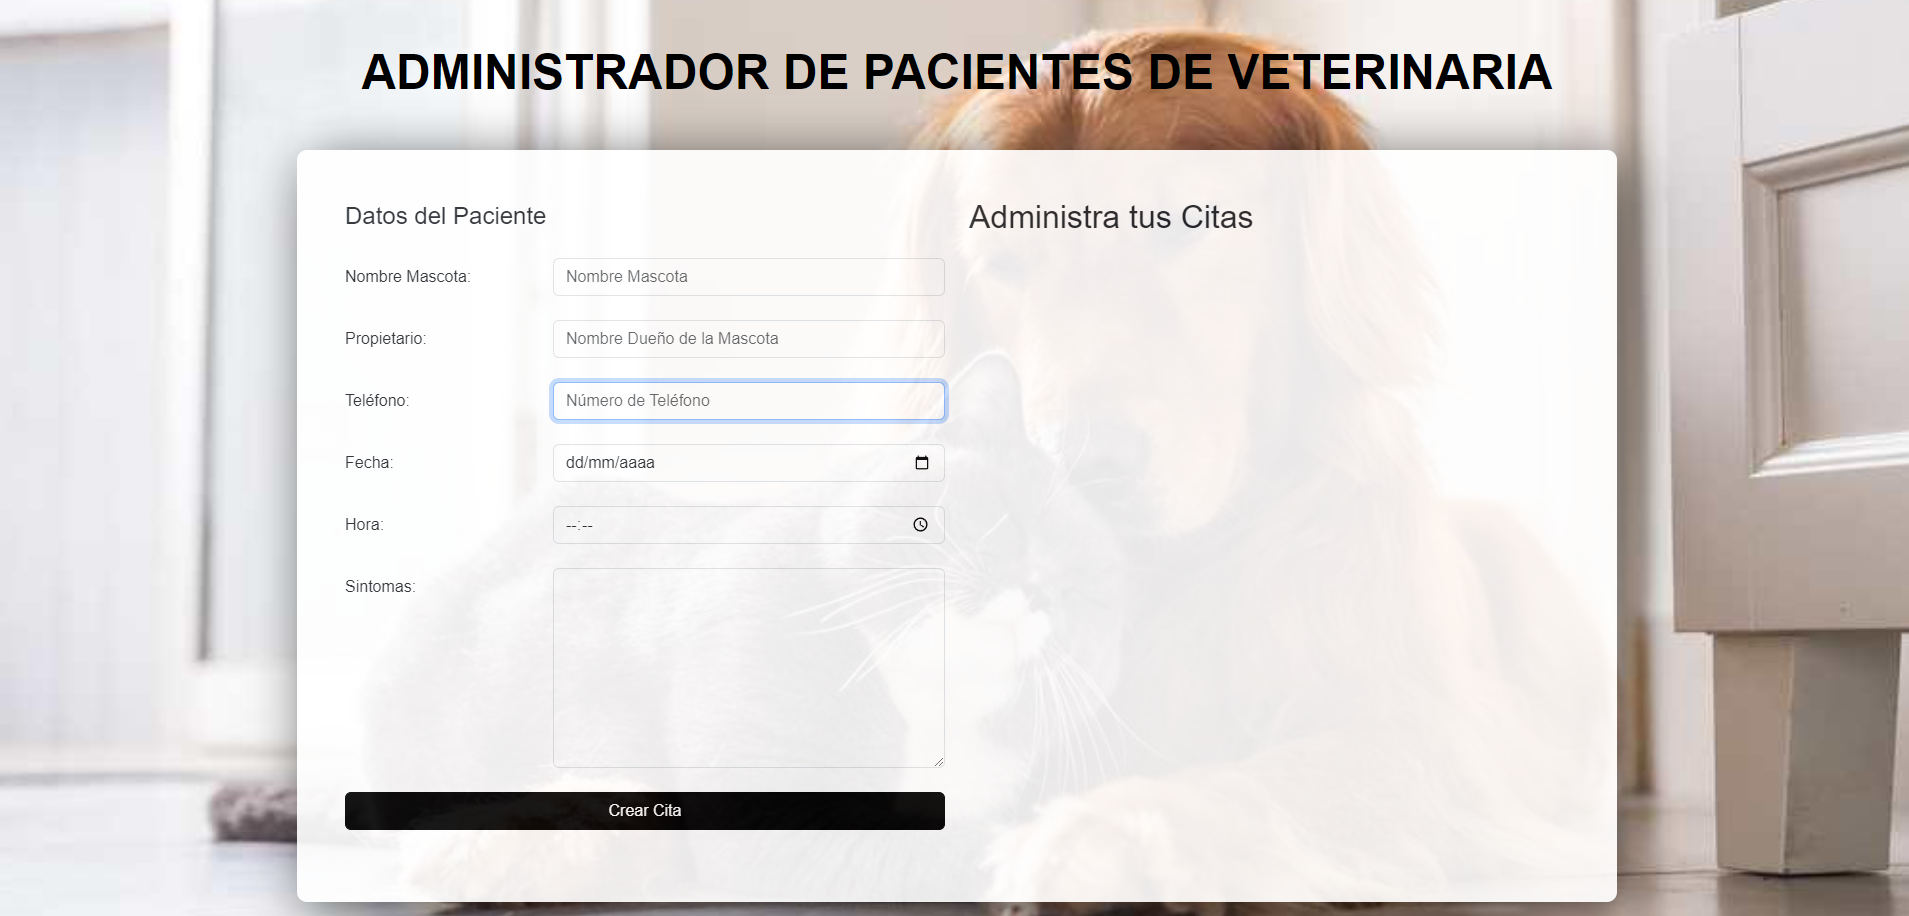 ADMINISTRADOR DE PACIENTES DE VETERINARIA
Datos del Paciente
Nombre Mascota:
Nombre Mascota
Propietario:
Nombre Dueño de la Mascota
Teléfono:
Número de Teléfono
Fecha:
dd/mm/aaaa
Hora:
--:--
Sintomas:
Crear Cita
Administra tus Citas